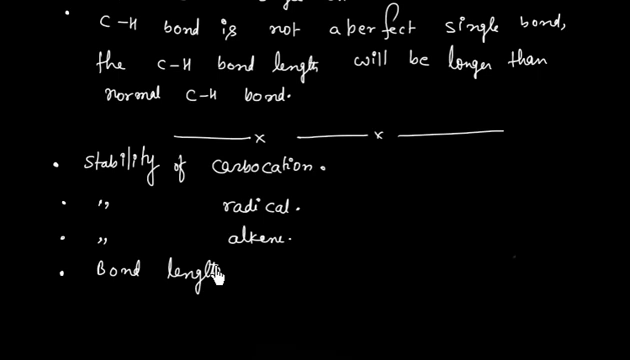 • C-H bond is not a perfect single bond,
the C-H bond length will be longer than
normal C-H bond.
x x
• Stability of carbocation.
• " radical.
• " alkene.
• Bond length